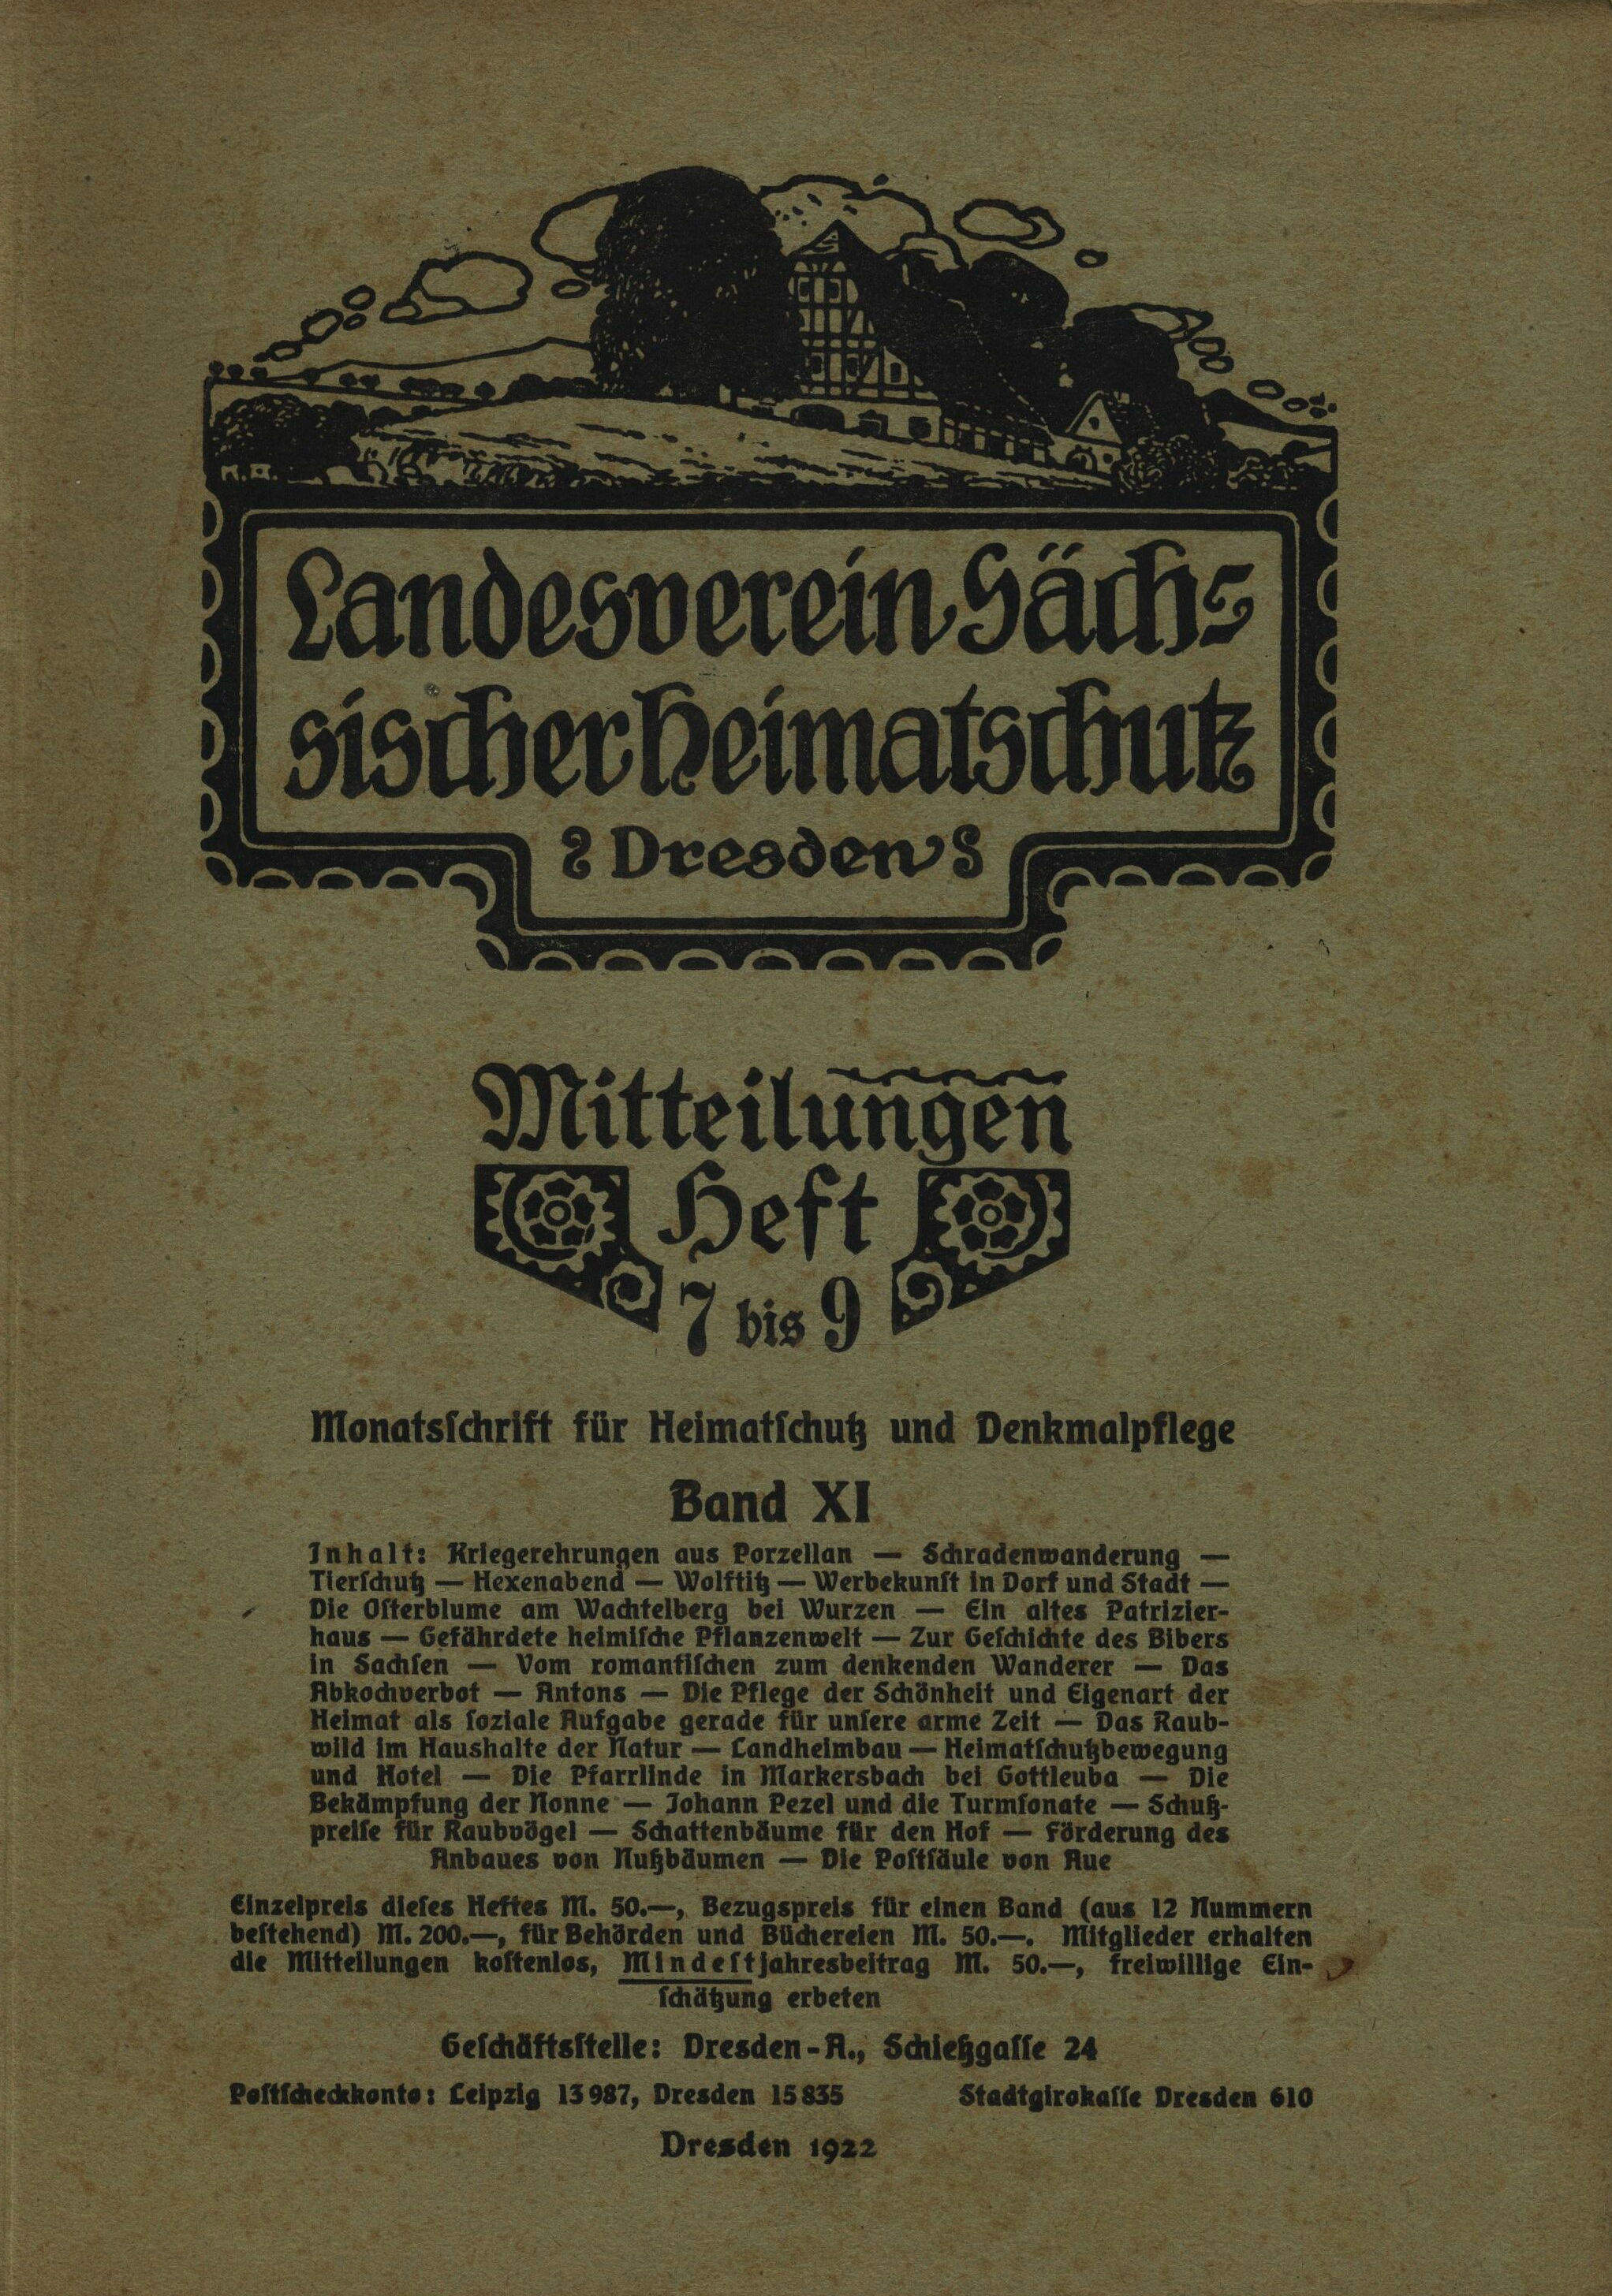 Landesverein Säch-
sischer Heimatschutz
Dresden
Mitteilungen
Heft
7 bis 9
Monatsſchrift für Heimatſchutz und Denkmalpflege
Band XI
Inhalt: Kriegerehrungen aus Porzellan — Schradenwanderung —
Tierſchutz — Hexenabend — Wolftitz — Werbekunſt in Dorf und Stadt —
Die Oſterblume am Wachtelberg bei Wurzen — Ein altes Patrizier-
haus — Gefährdete heimiſche Pflanzenwelt — Zur Geſchichte des Bibers
in Sachſen — Vom romantiſchen zum denkenden Wanderer — Das
Abkochverbot — Antons — Die Pflege der Schönheit und Eigenart der
Heimat als ſoziale Aufgabe gerade für unſere arme Zeit — Das Raub-
wild im Haushalte der Natur — Landheimbau — Heimatſchutzbewegung
und Hotel — Die Pfarrlinde in Markersbach bei Gottleuba — Die
Bekämpfung der Nonne — Johann Pezel und die Turmſonate — Schuß-
preiſe für Raubvögel — Schattenbäume für den Hof — Förderung des
Anbaues von Nußbäumen — Die Poſtſäule von Aue
Einzelpreis dieſes Heftes M. 50.—, Bezugspreis für einen Band (aus 12 Nummern
beſtehend) M. 200.—, für Behörden und Büchereien M. 50.—. Mitglieder erhalten
die Mitteilungen koſtenlos, Mindeſtjahresbeitrag M. 50.—, freiwillige Ein-
ſchätzung erbeten
Geſchäftsſtelle: Dresden-A., Schießgaſſe 24
Poſtſcheckkonto: Leipzig 13987, Dresden 15835 Stadtgirokaſſe Dresden 610
Dresden 1922